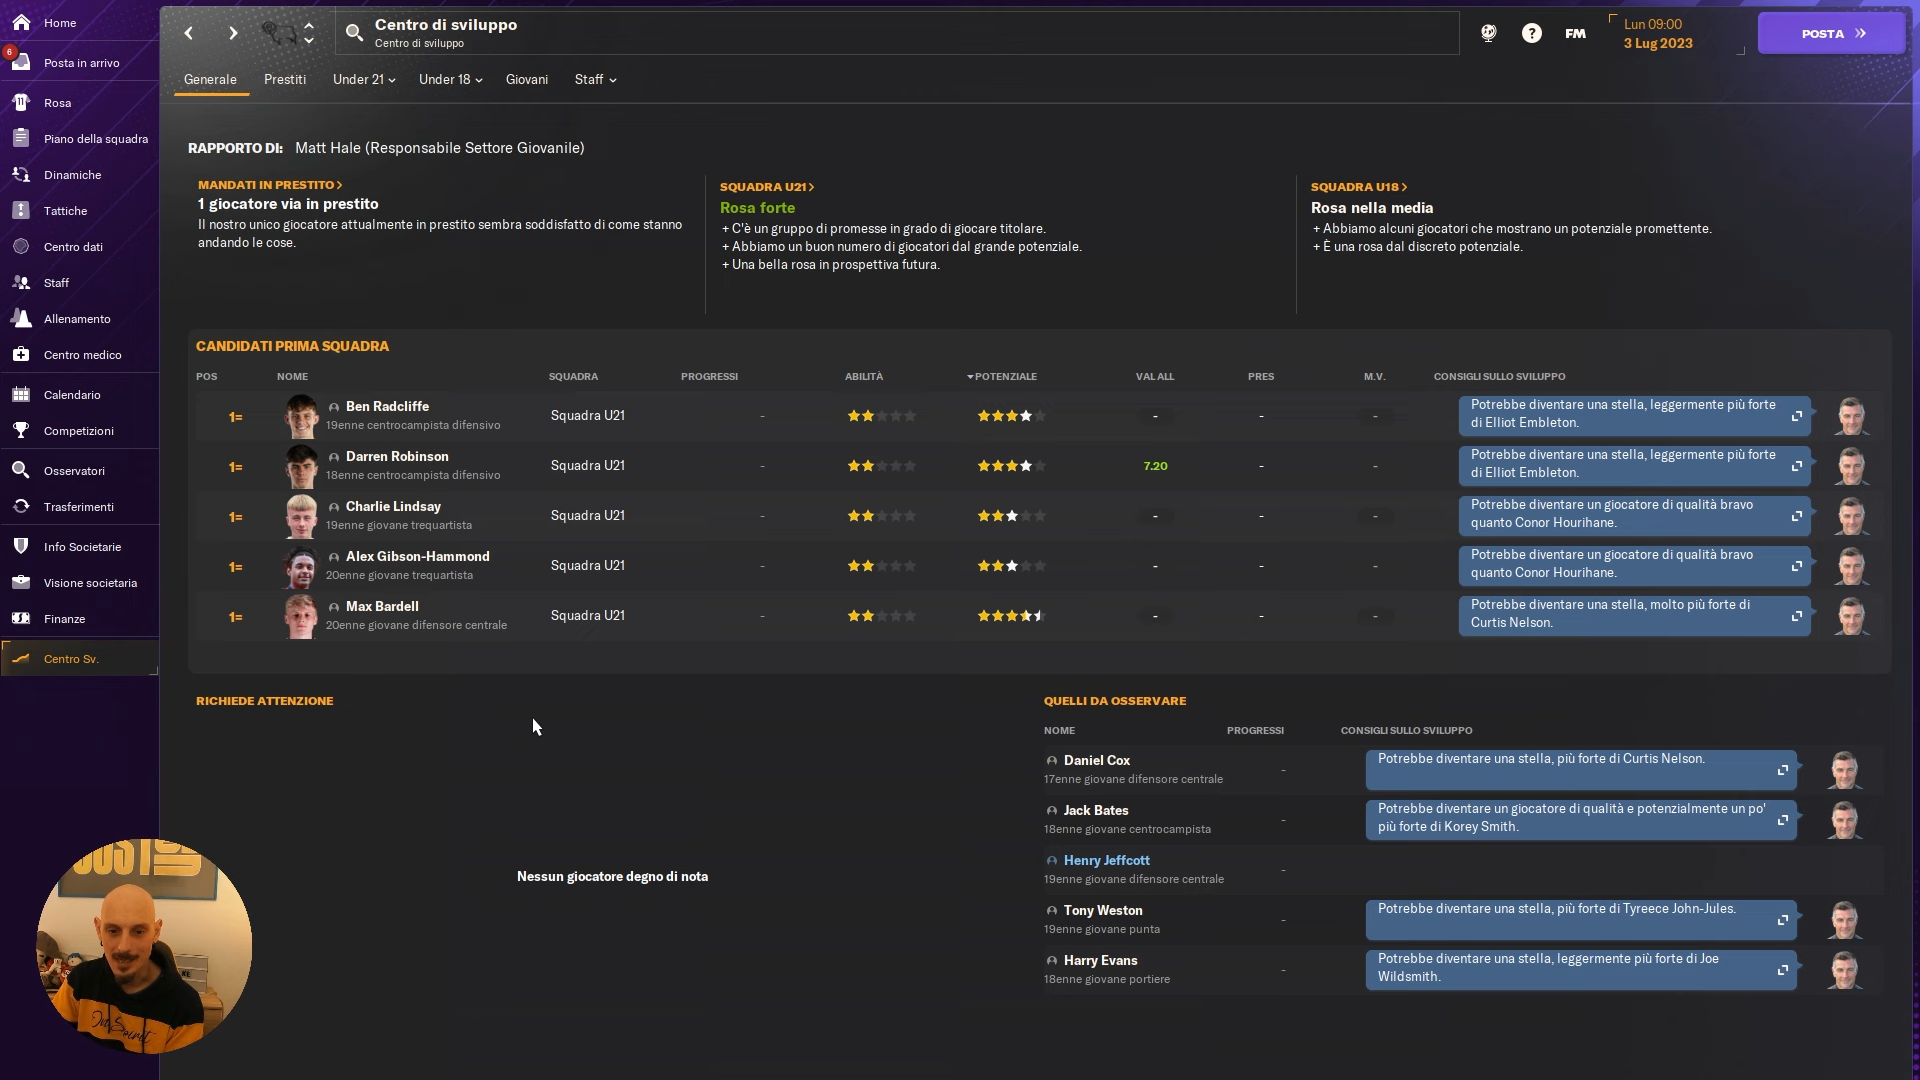 Home
6
Posta in arrivo
11
Rosa
Piano della squadra
Dinamiche
Tattiche
Centro dati
Staff
Allenamento
Centro medico
Calendario
Competizioni
Osservatori
Trasferimenti
Info Societarie
Visione societaria
Finanze
Centro Sv.
Centro di sviluppo
Centro di sviluppo
?
FM
Lun 09:00
3 Lug 2023
POSTA
Generale
Prestiti
Under 21
Under 18
Giovani
Staff
RAPPORTO DI: Matt Hale (Responsabile Settore Giovanile)
MANDATI IN PRESTITO
1 giocatore via in prestito
Il nostro unico giocatore attualmente in prestito sembra soddisfatto di come stanno
andando le cose.
SQUADRA U21
Rosa forte
+ C'è un gruppo di promesse in grado di giocare titolare.
+ Abbiamo un buon numero di giocatori dal grande potenziale.
+ Una bella rosa in prospettiva futura.
SQUADRA U18
Rosa nella media
+ Abbiamo alcuni giocatori che mostrano un potenziale promettente.
+ È una rosa dal discreto potenziale.
CANDIDATI PRIMA SQUADRA
POS NOME SQUADRA PROGRESSI ABILITÀ POTENZIALE VAL ALL PRES M.V. CONSIGLI SULLO SVILUPPO
1= Ben Radcliffe Squadra U21 - - - -
19enne centrocampista difensivo
Potrebbe diventare una stella, leggermente più forte
di Elliot Embleton.
1= Darren Robinson Squadra U21 - 7.20 - -
18enne centrocampista difensivo
Potrebbe diventare una stella, leggermente più forte
di Elliot Embleton.
1= Charlie Lindsay Squadra U21 - - - -
19enne giovane trequartista
Potrebbe diventare un giocatore di qualità bravo
quanto Conor Hourihane.
1= Alex Gibson-Hammond Squadra U21 - - - -
20enne giovane trequartista
Potrebbe diventare un giocatore di qualità bravo
quanto Conor Hourihane.
1= Max Bardell Squadra U21 - - - -
20enne giovane difensore centrale
Potrebbe diventare una stella, molto più forte di
Curtis Nelson.
RICHIEDE ATTENZIONE
Nessun giocatore degno di nota
QUELLI DA OSSERVARE
NOME PROGRESSI CONSIGLI SULLO SVILUPPO
Daniel Cox -
17enne giovane difensore centrale
Potrebbe diventare una stella, più forte di Curtis Nelson.
Jack Bates -
18enne giovane centrocampista
Potrebbe diventare un giocatore di qualità e potenzialmente un po'
più forte di Korey Smith.
Henry Jeffcott -
19enne giovane difensore centrale
Tony Weston -
19enne giovane punta
Potrebbe diventare una stella, più forte di Tyreece John-Jules.
Harry Evans -
18enne giovane portiere
Potrebbe diventare una stella, leggermente più forte di Joe
Wildsmith.